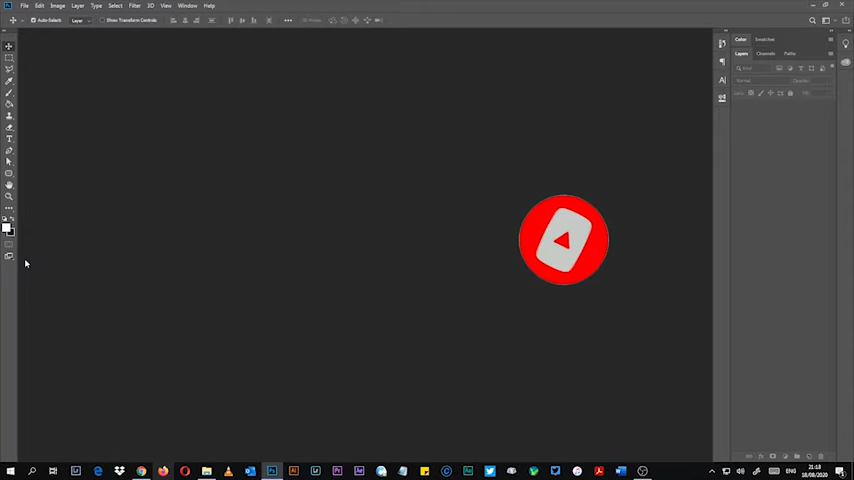 File Edit Image Layer Type Select Filter 3D View Window Help
Auto-Select: Layer Show Transform Controls
Color Swatches
Layers Channels Paths
Kind
Normal Opacity:
Lock: Fill:
ENG 21:18
18/08/2020